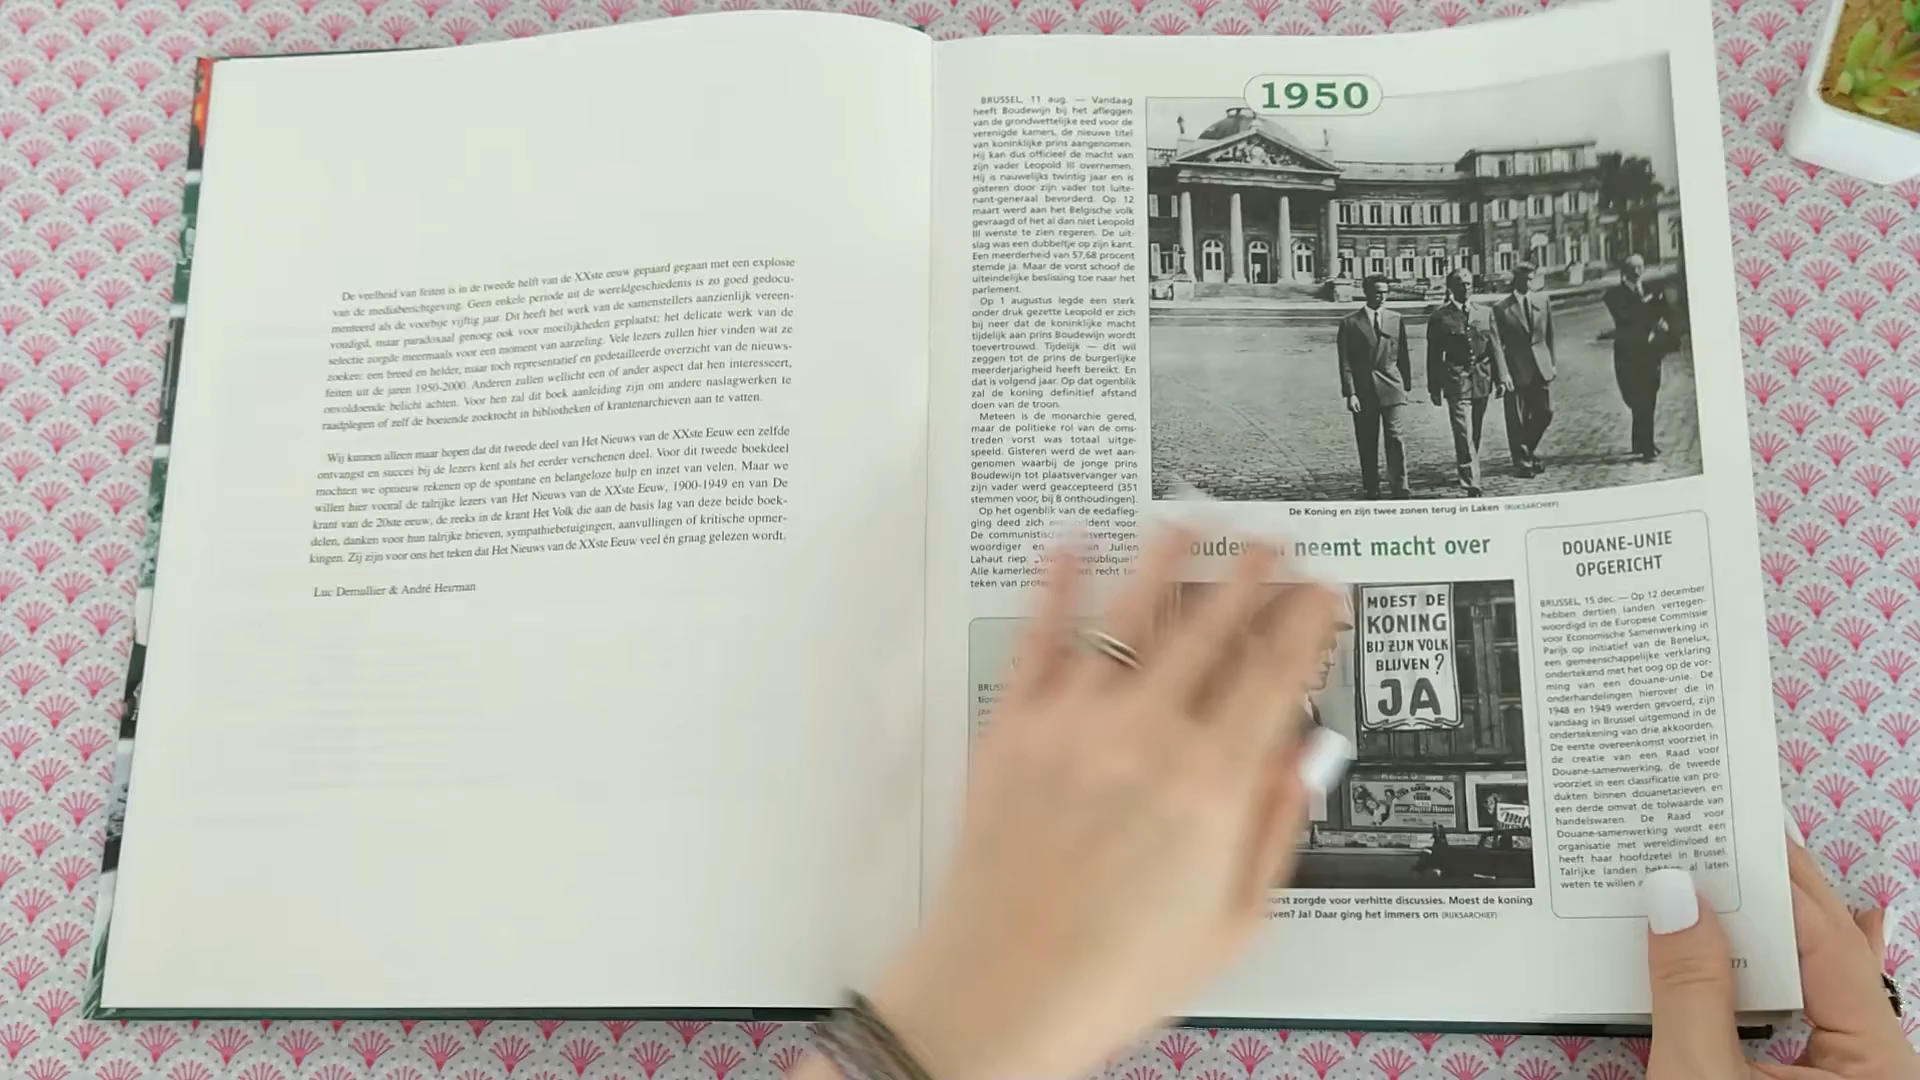 De veelheid van feiten is in de tweede helft van de XXste eeuw gepaard gegaan met een explosie
van de mediaberichtgeving. Geen enkele periode uit de wereldgeschiedenis is zo goed gedocu-
menteerd als de voorbije vijftig jaar. Dit heeft het werk van de samenstellers aanzienlijk vereen-
voudigd, maar paradoxaal genoeg ook voor moeilijkheden geplaatst: het delicate werk van de
selectie zorgde meermaals voor een moment van aarzeling. Vele lezers zullen hier vinden wat ze
zoeken: een breed en helder, maar toch representatief en gedetailleerde overzicht van de nieuws-
feiten uit de jaren 1950-2000. Anderen zullen wellicht een of ander aspect dat hen interesseert,
onvoldoende belicht achten. Voor hen zal dit boek aanleiding zijn om andere naslagwerken te
raadplegen of zelf de boeiende zoektocht in bibliotheken of krantenarchieven aan te vatten.
Wij kunnen alleen maar hopen dat dit tweede deel van Het Nieuws van de XXste Eeuw een zelfde
ontvangst en succes bij de lezers kent als het eerder verschenen deel. Voor dit tweede boekdeel
mochten we opnieuw rekenen op de spontane en belangeloze hulp en inzet van velen. Maar we
willen hier vooral de talrijke lezers van Het Nieuws van de XXste Eeuw, 1900-1949 en van De
krant van de 20ste eeuw, de reeks in de krant Het Volk die aan de basis lag van deze beide boek-
delen, danken voor hun talrijke brieven, sympathiebetuigingen, aanvullingen of kritische opmer-
kingen. Zij zijn voor ons het teken dat Het Nieuws van de XXste Eeuw veel én graag gelezen wordt.
Luc Demullier & André Heirman
1950
BRUSSEL, 11 aug. — Vandaag
heeft Boudewijn bij het afleggen
van de grondwettelijke eed voor de
verenigde kamers, de nieuwe titel
van koninklijke prins aangenomen.
Hij kan dus officieel de macht van
zijn vader Leopold III overnemen.
Hij is nauwelijks twintig jaar en is
gisteren door zijn vader tot luite-
nant-generaal bevorderd. Op 12
maart werd aan het Belgische volk
gevraagd of het al dan niet Leopold
III wenste te zien regeren. De uit-
slag was een dubbeltje op zijn kant.
Een meerderheid van 57,68 procent
stemde ja. Maar de vorst schoof de
uiteindelijke beslissing toe naar het
parlement.
Op 1 augustus legde een sterk
onder druk gezette Leopold er zich
bij neer dat de koninklijke macht
tijdelijk aan prins Boudewijn wordt
toevertrouwd. Tijdelijk — dit wil
zeggen tot de prins de burgerlijke
meerderjarigheid heeft bereikt. En
dat is volgend jaar. Op dat ogenblik
zal de koning definitief afstand
doen van de troon.
Meteen is de monarchie gered,
maar de politieke rol van de oms-
treden vorst was totaal uitge-
speeld. Gisteren werd de wet aan-
genomen waarbij de jonge prins
Boudewijn tot plaatsvervanger van
zijn vader werd geaccepteerd (351
stemmen voor, bij 8 onthoudingen).
Op het ogenblik van de eedafleg-
ging deed zich voor.
De communistische
woordiger en Julien
Lahaut riep:
Alle kamerleden recht
teken van
BRUSS
De Koning en zijn twee zonen terug in Laken (RIJKSARCHIEF)
neemt macht over
MOEST DE
KONING
BIJ ZIJN VOLK
BLIJVEN?
JA
orst zorgde voor verhitte discussies. Moest de koning
ijven? Ja! Daar ging het immers om (RIJKSARCHIEF)
DOUANE-UNIE
OPGERICHT
BRUSSEL, 15 dec. — Op 12 december
hebben dertien landen vertegen-
woordigd in de Europese Commissie
voor Economische Samenwerking in
Parijs op initiatief van de Benelux,
een gemeenschappelijke verklaring
ondertekend met het oog op de vor-
ming van een douane-unie. De
onderhandelingen hierover die in
1948 en 1949 werden gevoerd, zijn
vandaag in Brussel uitgemond in de
ondertekening van drie akkoorden.
De eerste overeenkomst voorziet in
de creatie van een Raad voor
Douane-samenwerking, de tweede
voorziet in een classificatie van pro-
dukten binnen douanetarieven en
een derde omvat de tolwaarde van
handelswaren. De Raad voor
Douane-samenwerking wordt een
organisatie met wereldinvloed en
heeft haar hoofdzetel in Brussel.
Talrijke landen al laten
weten te willen
173